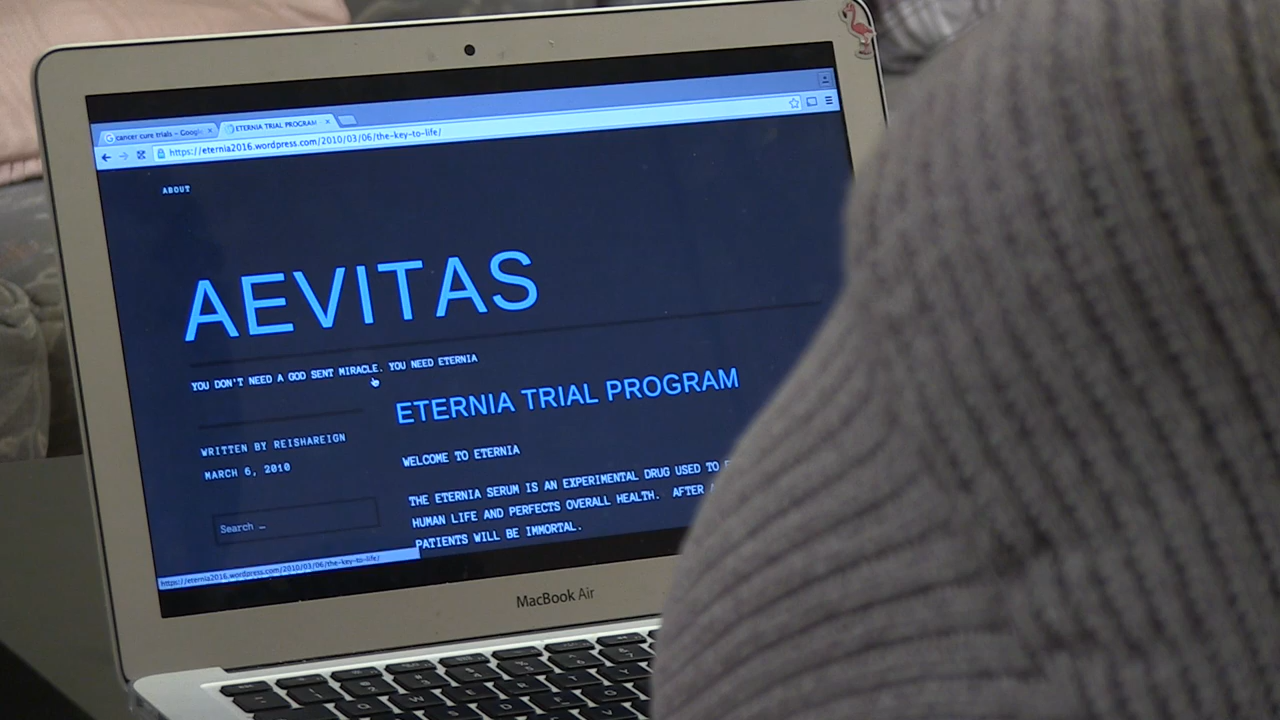 cancer cure trials – Google
ETERNIA TRIAL PROGRAM
https://eternia2016.wordpress.com/2010/03/06/the-key-to-life/
ABOUT
AEVITAS
YOU DON'T NEED A GOD SENT MIRACLE. YOU NEED ETERNIA
WRITTEN BY REISHAREIGN
MARCH 6, 2010
Search …
ETERNIA TRIAL PROGRAM
WELCOME TO ETERNIA
THE ETERNIA SERUM IS AN EXPERIMENTAL DRUG USED TO
HUMAN LIFE AND PERFECTS OVERALL HEALTH. AFTER
PATIENTS WILL BE IMMORTAL.
https://eternia2016.wordpress.com/2010/03/06/the-key-to-life/
MacBook Air